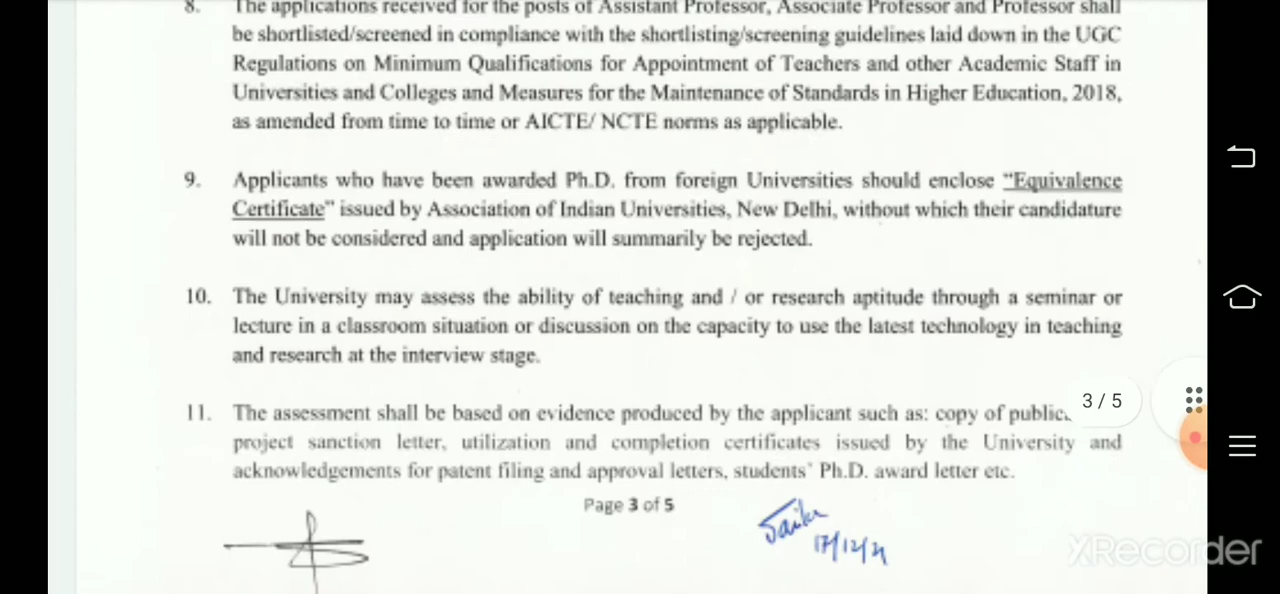 8. The applications received for the posts of Assistant Professor, Associate Professor and Professor shall
be shortlisted/screened in compliance with the shortlisting/screening guidelines laid down in the UGC
Regulations on Minimum Qualifications for Appointment of Teachers and other Academic Staff in
Universities and Colleges and Measures for the Maintenance of Standards in Higher Education, 2018,
as amended from time to time or AICTE/ NCTE norms as applicable.
9. Applicants who have been awarded Ph.D. from foreign Universities should enclose "Equivalence
Certificate" issued by Association of Indian Universities, New Delhi, without which their candidature
will not be considered and application will summarily be rejected.
10. The University may assess the ability of teaching and / or research aptitude through a seminar or
lecture in a classroom situation or discussion on the capacity to use the latest technology in teaching
and research at the interview stage.
11. The assessment shall be based on evidence produced by the applicant such as: copy of public
3 / 5
project sanction letter, utilization and completion certificates issued by the University and
acknowledgements for patent filing and approval letters, students' Ph.D. award letter etc.
Page 3 of 5
17/12/21
XRecorder